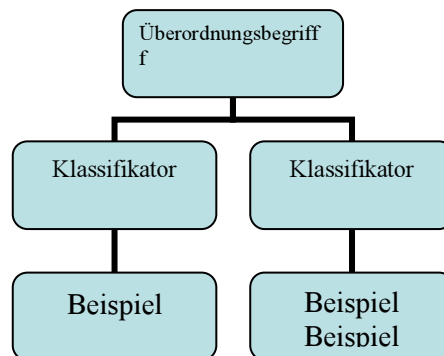 Überordnungsbegriff
f
Klassifikator
Klassifikator
Beispiel
Beispiel
Beispiel